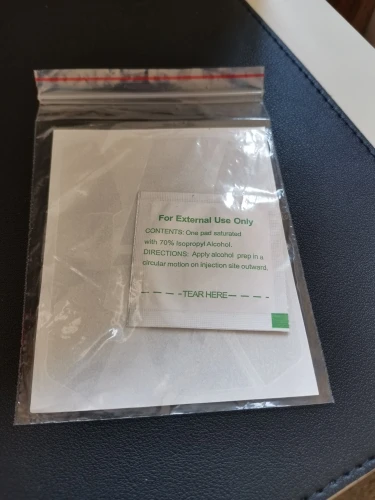 For External Use Only
CONTENTS: One pad saturated
with 70% Isopropyl Alcohol.
DIRECTIONS: Apply alcohol prep in a
circular motion on injection site outward.
TEAR HERE